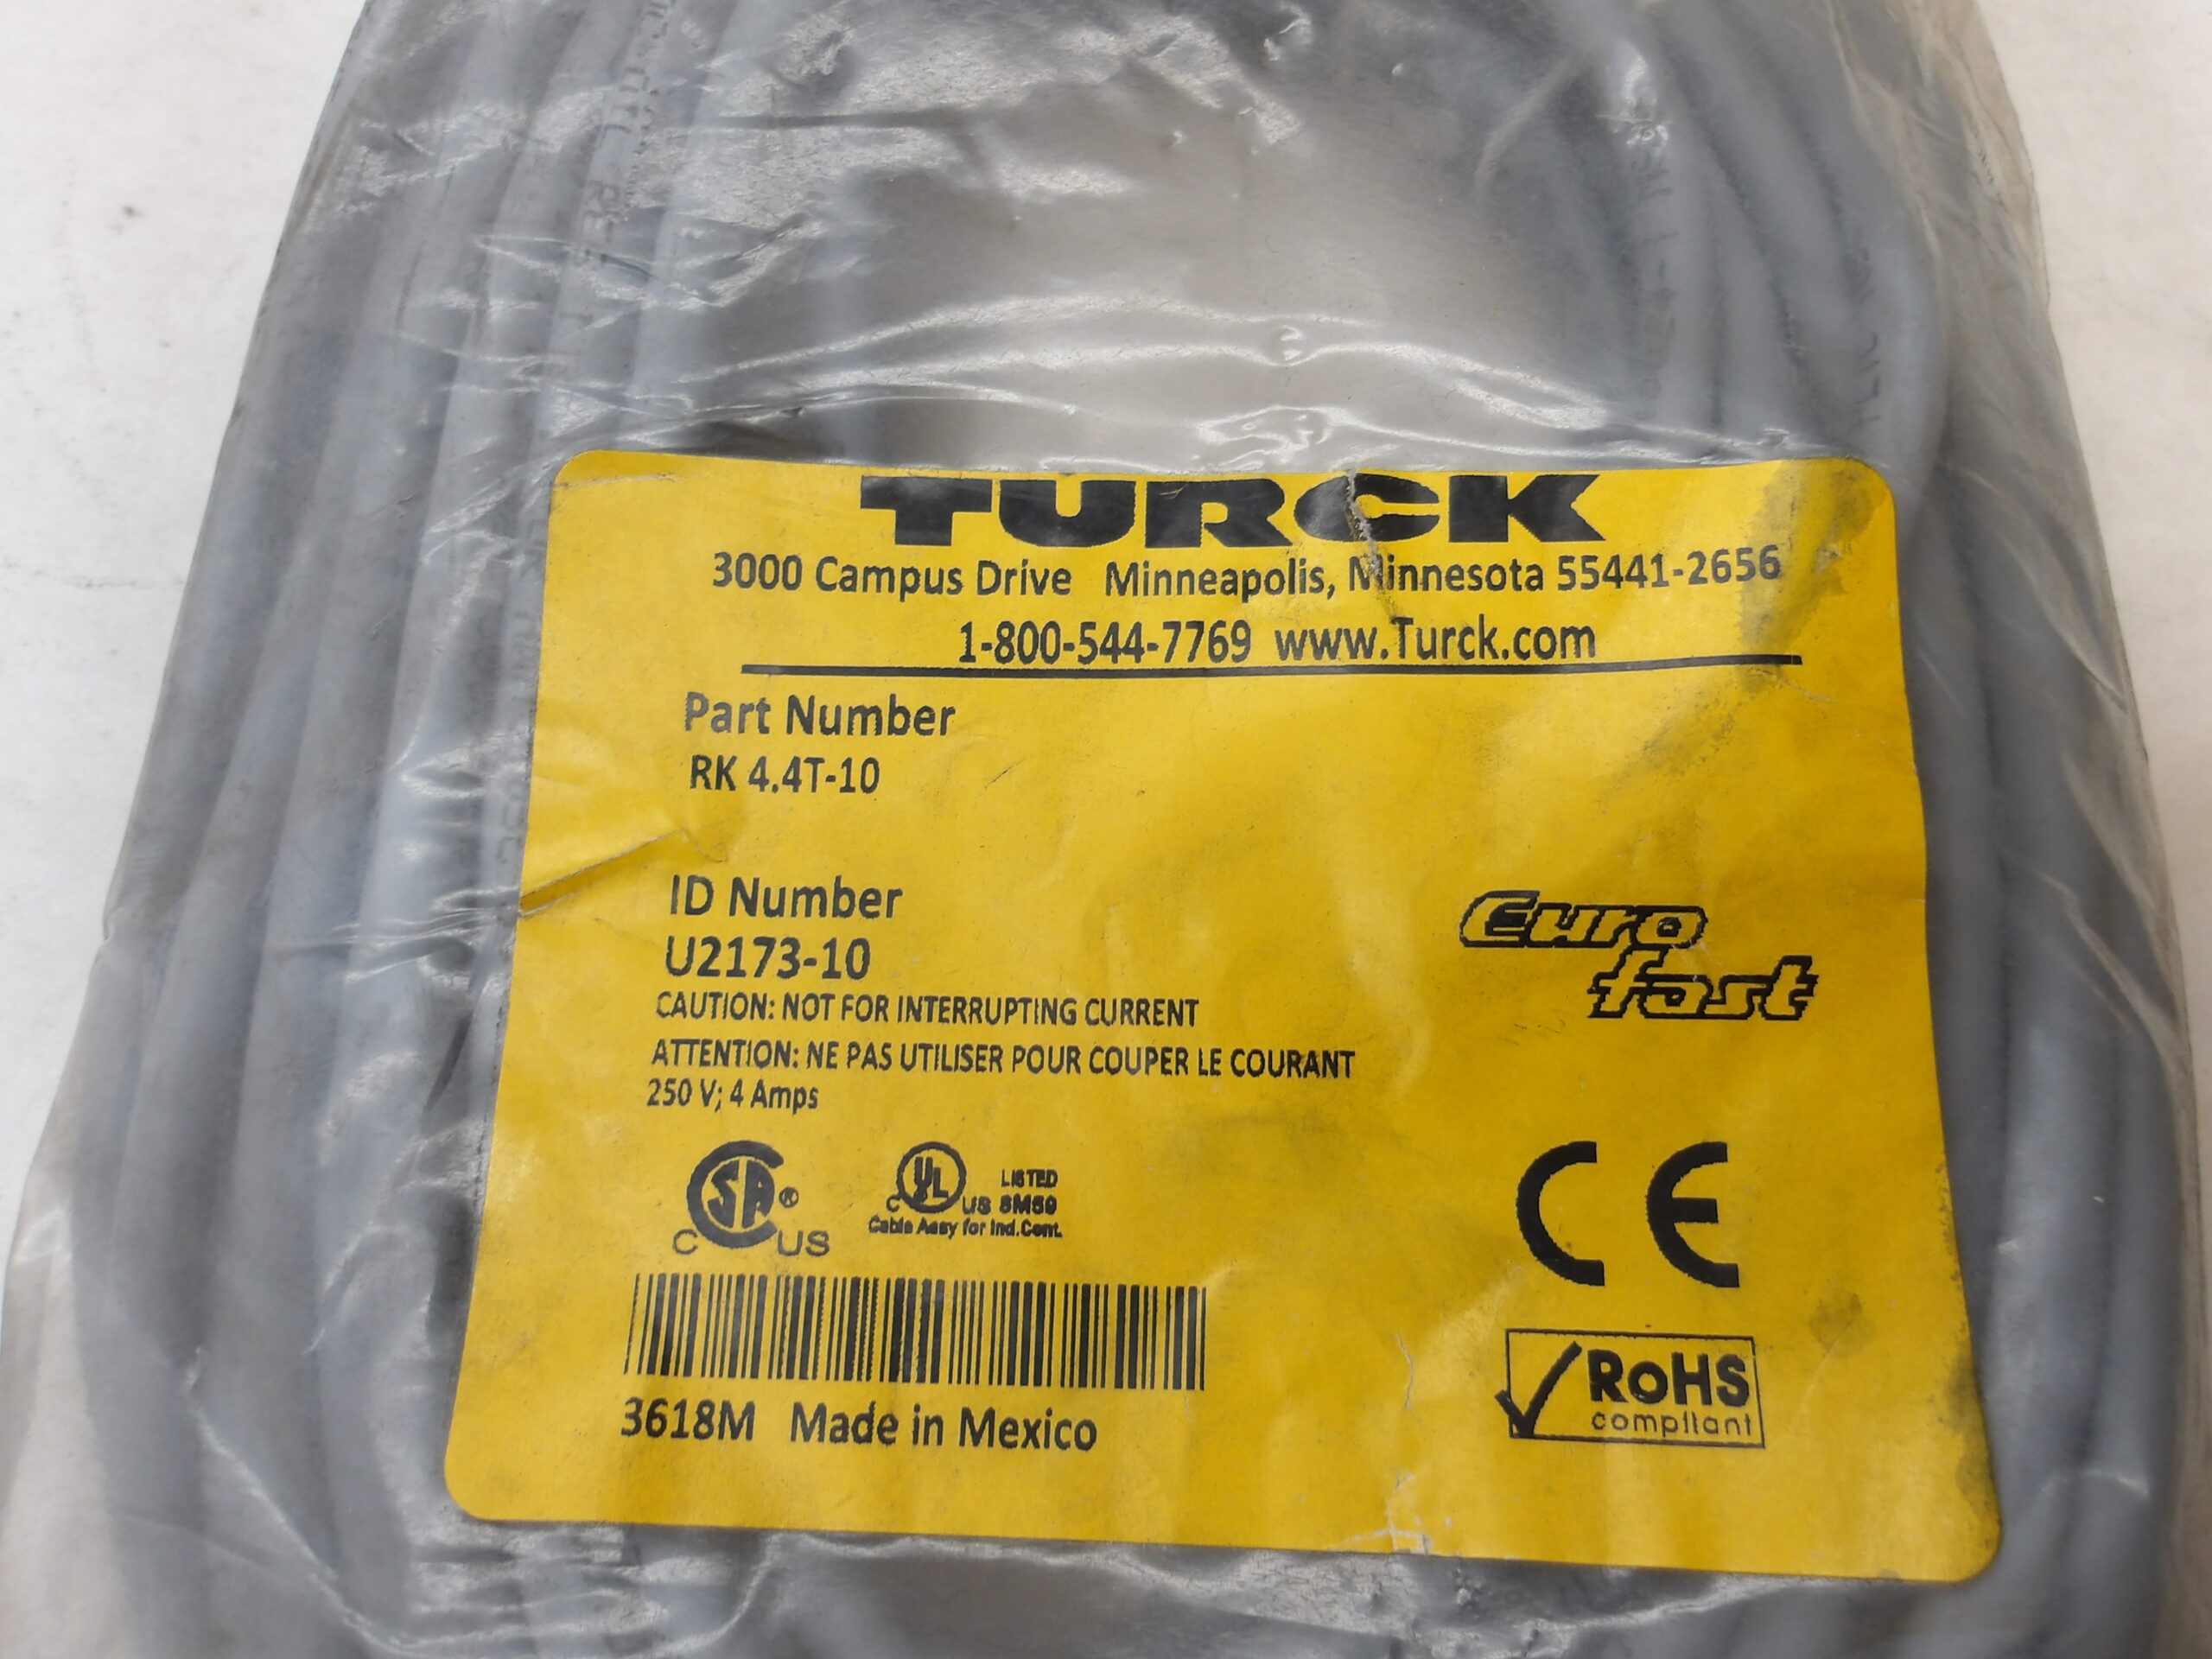 TURCK
3000 Campus Drive Minneapolis, Minnesota 55441-2656
1-800-544-7769 www.Turck.com
Part Number
RK 4.4T-10
ID Number
U2173-10
Euro
fast
CAUTION: NOT FOR INTERRUPTING CURRENT
ATTENTION: NE PAS UTILISER POUR COUPER LE COURANT
250 V; 4 Amps
CSA®
C US
C UL US LISTED
8M59
Cable Assy for Ind.Cont.
CE
3618M Made in Mexico
RoHS
compliant